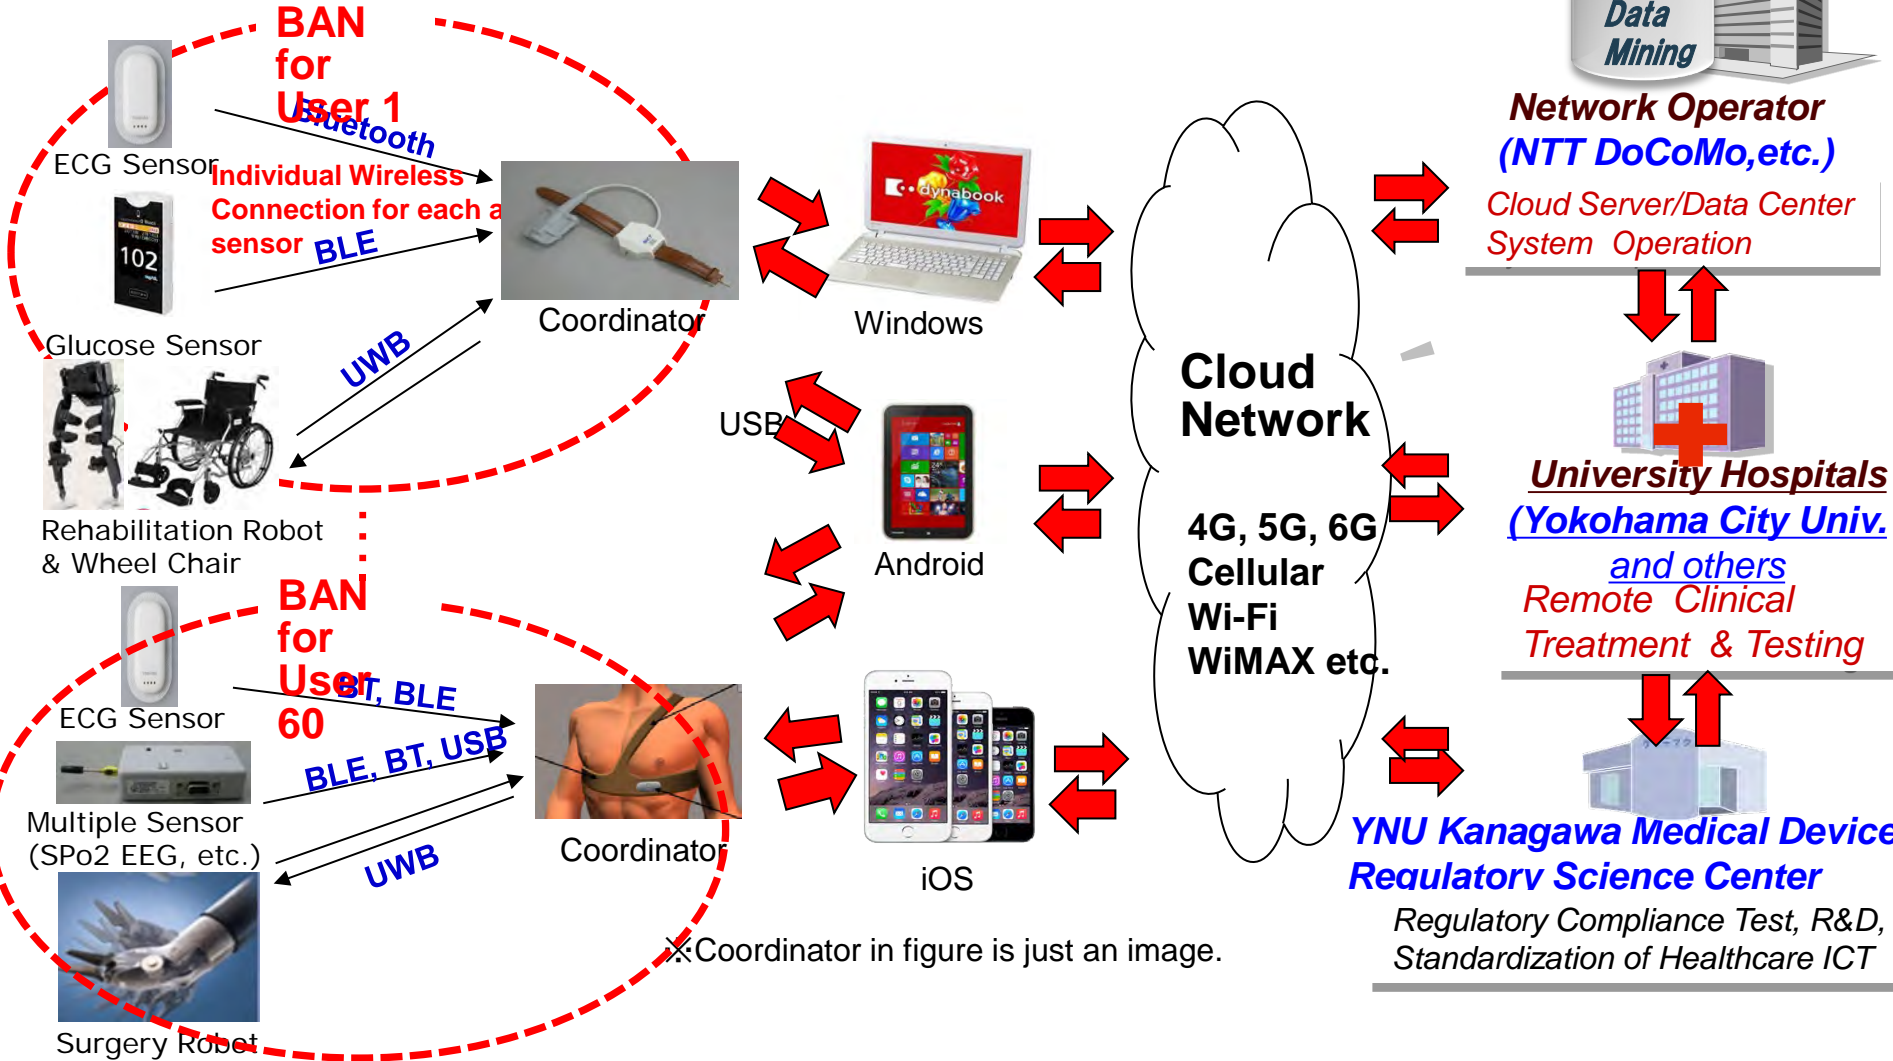 BAN
for
User 1
Bluetooth
ECG Sensor
Individual Wireless
Connection for each a
sensor
BLE
102
Glucose Sensor
UWB
Rehabilitation Robot
& Wheel Chair
Coordinator
dynabook
Windows
USB
Android
iOS
BAN
for
User
60
BT, BLE
ECG Sensor
BLE, BT, USB
Multiple Sensor
(SPo2 EEG, etc.)
UWB
Surgery Robot
Coordinator
※Coordinator in figure is just an image.
Cloud
Network
4G, 5G, 6G
Cellular
Wi-Fi
WiMAX etc.
Data
Mining
Network Operator
(NTT DoCoMo,etc.)
Cloud Server/Data Center
System Operation
University Hospitals
(Yokohama City Univ.
and others
Remote Clinical
Treatment & Testing
YNU Kanagawa Medical Device
Regulatory Science Center
Regulatory Compliance Test, R&D,
Standardization of Healthcare ICT